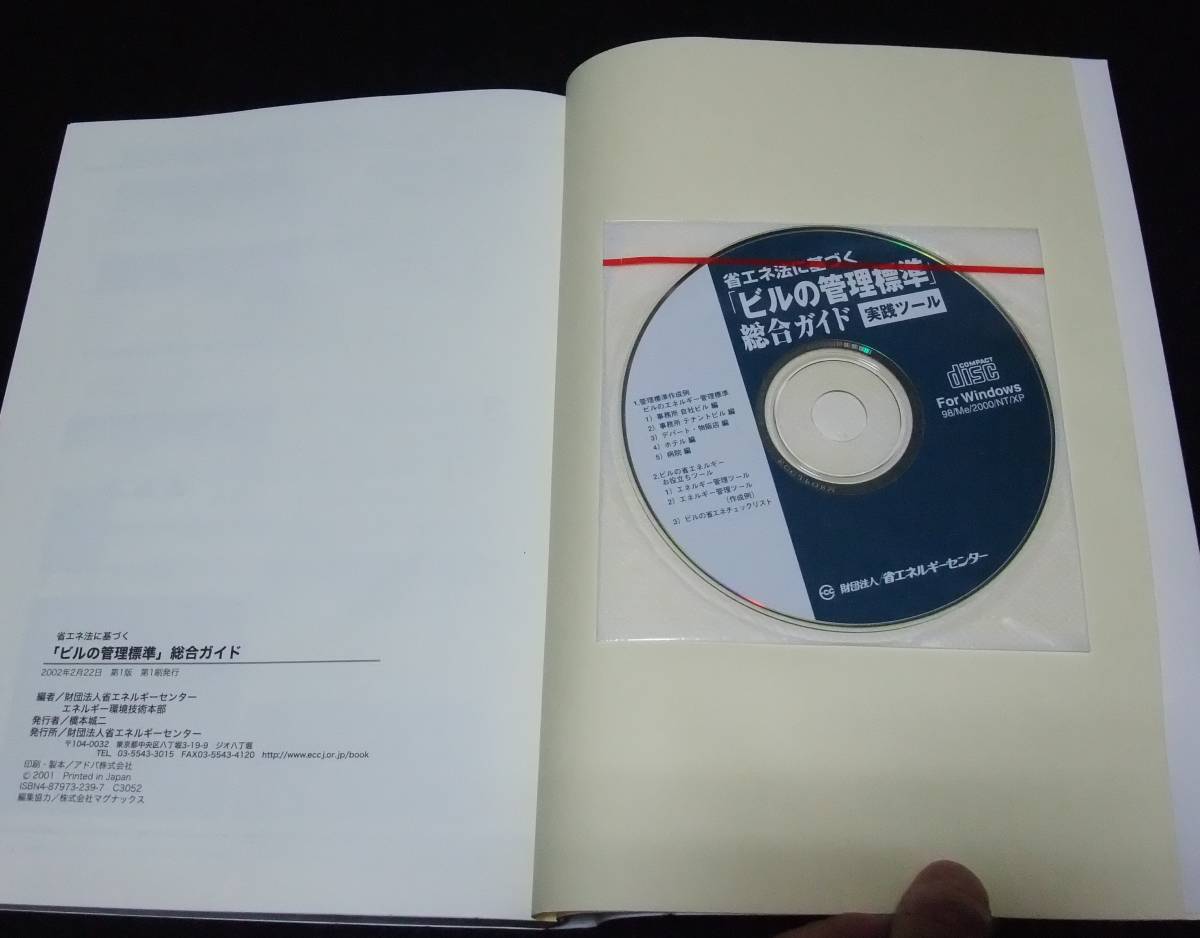 省エネ法に基づく
「ビルの管理標準」総合ガイド
2002年2月22日 第1版 第1刷発行
編者／財団法人省エネルギーセンター
エネルギー環境技術本部
発行者／橋本城二
発行所／財団法人省エネルギーセンター
〒104-0032 東京都中央区八丁堀3-19-9 ジオ八丁堀
TEL 03-5543-3015 FAX03-5543-4120 http://www.eccj.or.jp/book
印刷・製本／アドバ株式会社
© 2001 Printed in Japan
ISBN4-87973-239-7 C3052
編集協力／株式会社マグナックス
省エネ法に基づく
「ビルの管理標準」
総合ガイド 実践ツール
COMPACT
disc
For Windows
98/Me/2000/NT/XP
1.管理標準作成例
ビルのエネルギー管理標準
1）事務所 自社ビル 編
2）事務所 テナントビル 編
3）デパート・物販店 編
4）ホテル 編
5）病院 編
2.ビルの省エネルギー
お役立ちツール
1）エネルギー管理ツール
2）エネルギー管理ツール
（作成例）
3）ビルの省エネチェックリスト
財団法人／省エネルギーセンター